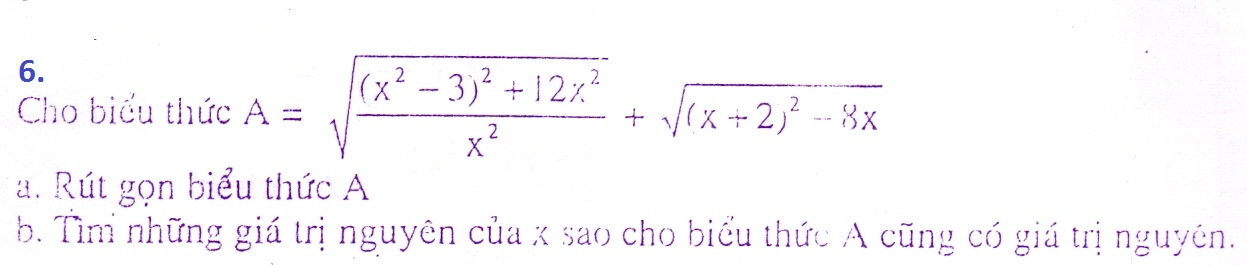 6.
Cho biểu thức A = √((x² − 3)² + 12x² / x²) + √((x + 2)² − 8x)
a. Rút gọn biểu thức A
b. Tìm những giá trị nguyên của x sao cho biểu thức A cũng có giá trị nguyên.